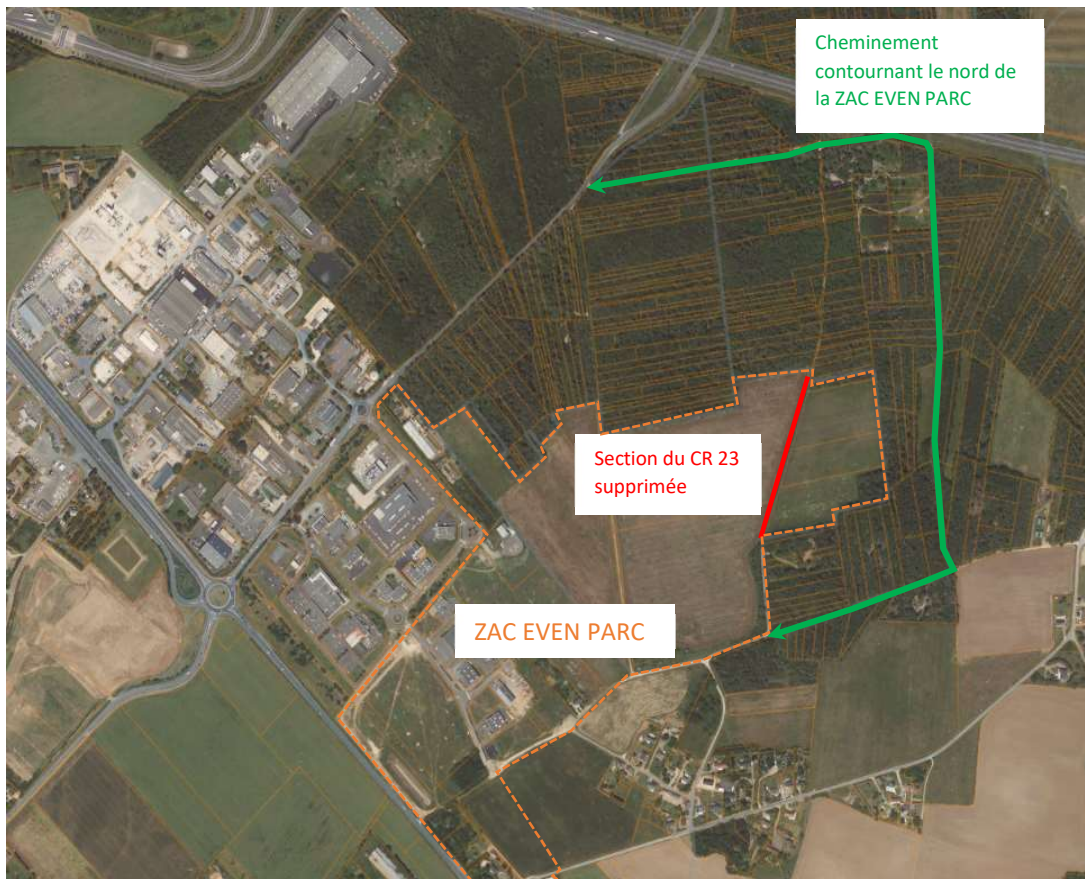 Cheminement
contournant le nord de
la ZAC EVEN PARC
Section du CR 23
supprimée
ZAC EVEN PARC